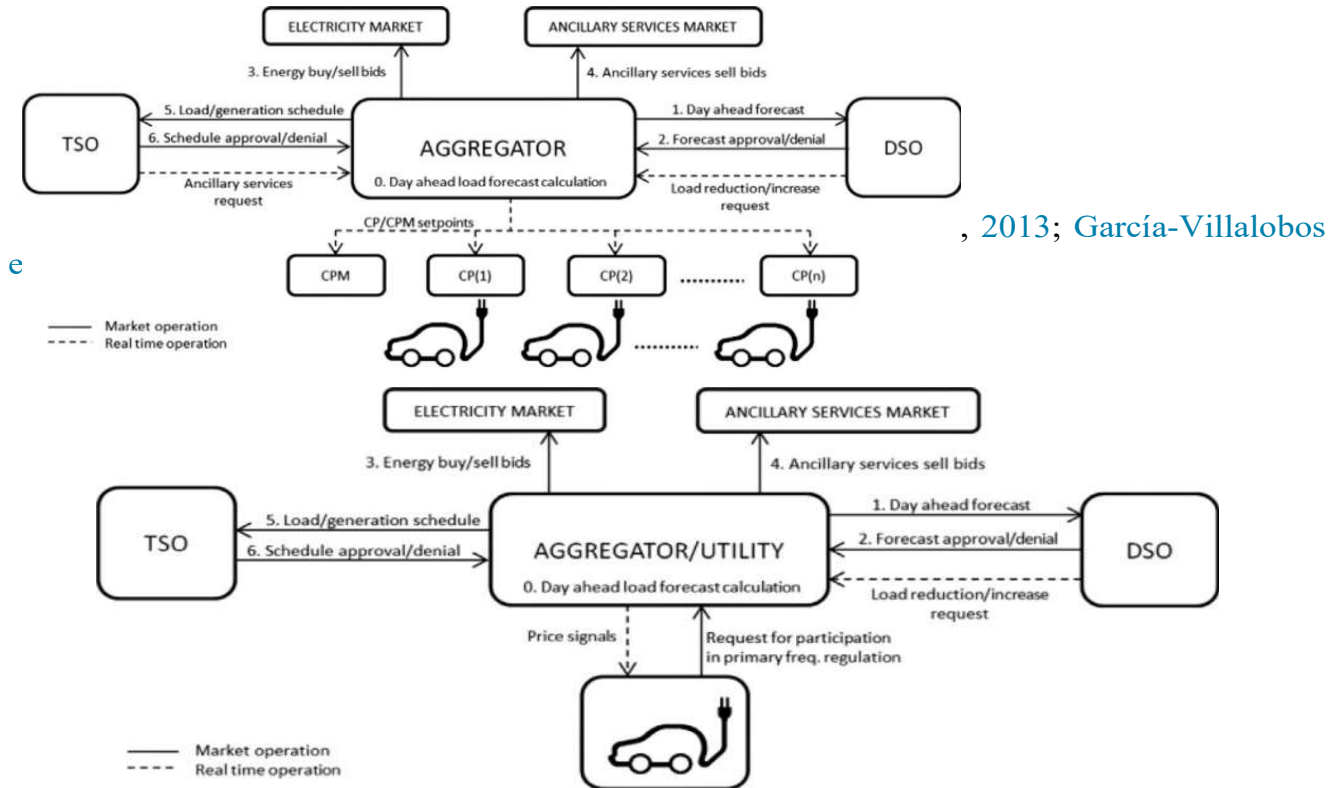 ELECTRICITY MARKET
ANCILLARY SERVICES MARKET
3. Energy buy/sell bids
4. Ancillary services sell bids
TSO
5. Load/generation schedule
6. Schedule approval/denial
Ancillary services
request
AGGREGATOR
0. Day ahead load forecast calculation
1. Day ahead forecast
2. Forecast approval/denial
Load reduction/increase
request
DSO
CP/CPM setpoints
, 2013; García-Villalobos
e
CPM
CP(1)
CP(2)
CP(n)
Market operation
Real time operation
ELECTRICITY MARKET
ANCILLARY SERVICES MARKET
3. Energy buy/sell bids
4. Ancillary services sell bids
TSO
5. Load/generation schedule
6. Schedule approval/denial
AGGREGATOR/UTILITY
0. Day ahead load forecast calculation
1. Day ahead forecast
2. Forecast approval/denial
Load reduction/increase
request
DSO
Price signals
Request for participation
in primary freq. regulation
Market operation
Real time operation